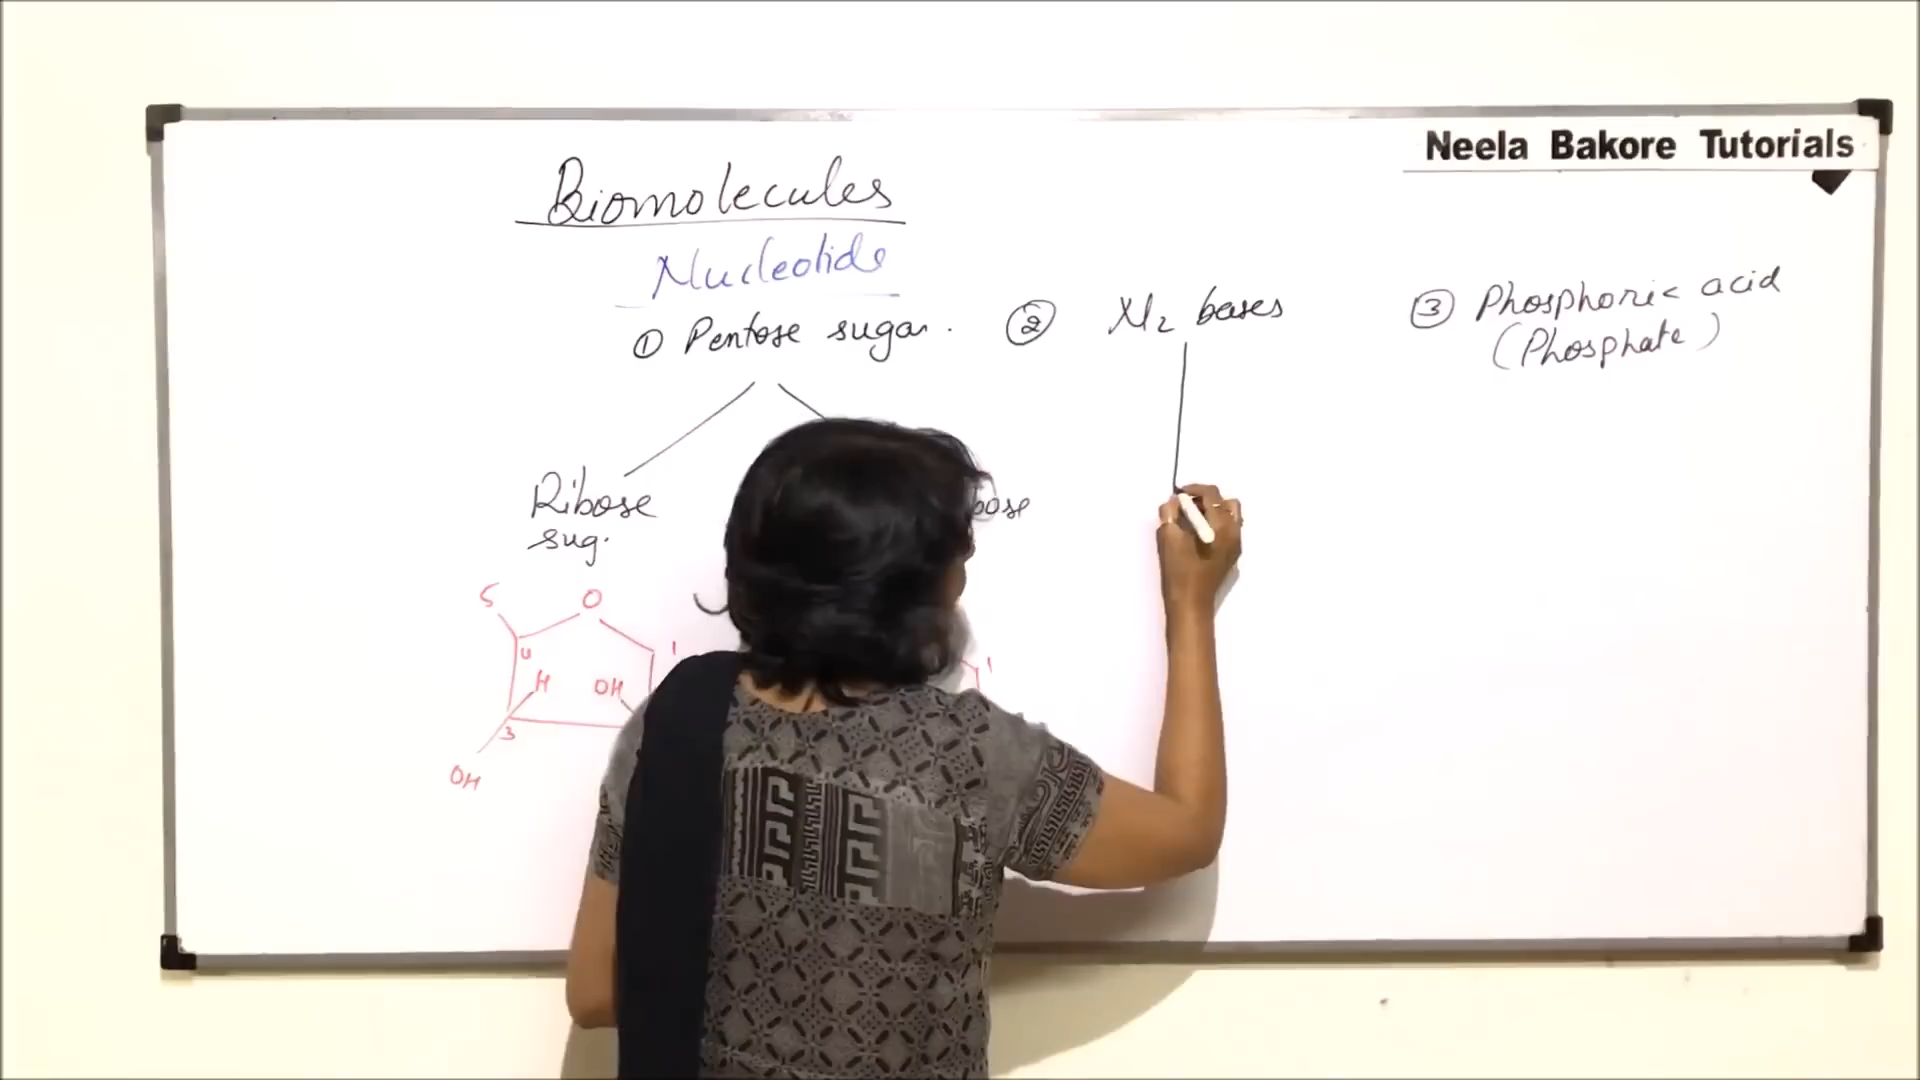 Neela Bakore Tutorials
Biomolecules
Nucleotide
① Pentose sugar.
② N2 bases
③ Phosphoric acid
(Phosphate)
Ribose
sug.
bose
5
O
4
1
H
OH
3
OH
1